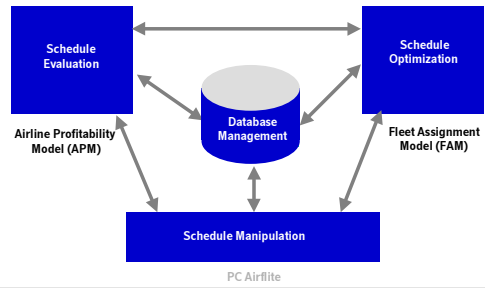 Schedule
Evaluation
Schedule
Optimization
Database
Management
Airline Profitability
Model (APM)
Fleet Assignment
Model (FAM)
Schedule Manipulation
PC Airflite